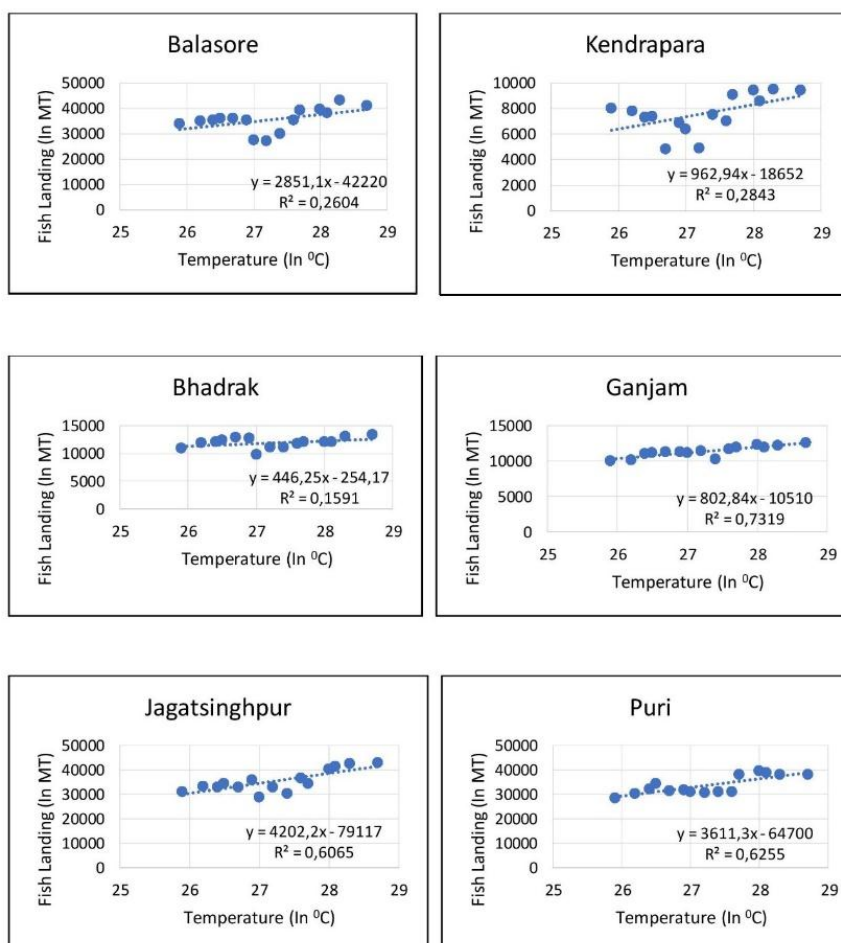 Balasore
Fish Landing (In MT)
50000
40000
30000
20000
10000
0
y = 2851,1x - 42220
R² = 0,2604
25 26 27 28 29
Temperature (In ⁰C)
Kendrapara
Fish Landig (In MT)
10000
8000
6000
4000
2000
0
y = 962,94x - 18652
R² = 0,2843
25 26 27 28 29
Temperature (In ⁰C)
Bhadrak
Fish Landing (In MT)
15000
10000
5000
0
y = 446,25x - 254,17
R² = 0,1591
25 26 27 28 29
Temperature (In ⁰C)
Ganjam
Fish Landing (In MT)
15000
10000
5000
0
y = 802,84x - 10510
R² = 0,7319
25 26 27 28 29
Temperature (In ⁰C)
Jagatsinghpur
Fish Landing (In MT)
50000
40000
30000
20000
10000
0
y = 4202,2x - 79117
R² = 0,6065
25 26 27 28 29
Temperature (In ⁰C)
Puri
Fish Landing (In MT)
50000
40000
30000
20000
10000
0
y = 3611,3x - 64700
R² = 0,6255
25 26 27 28 29
Temperature (In ⁰C)